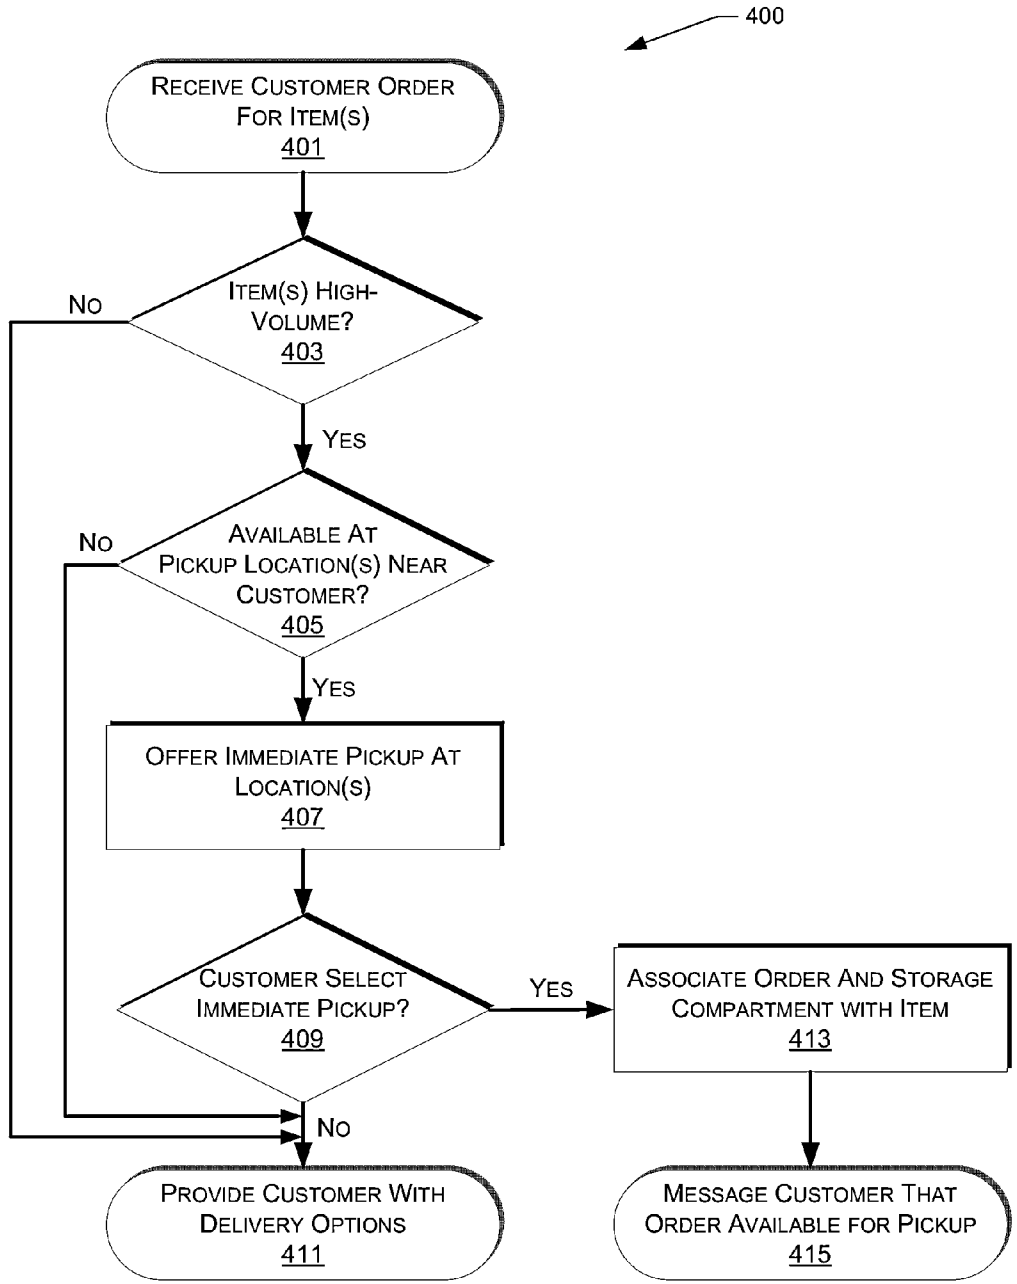 400
RECEIVE CUSTOMER ORDER
FOR ITEM(S)
401
ITEM(S) HIGH-
VOLUME?
403
NO
YES
AVAILABLE AT
PICKUP LOCATION(S) NEAR
CUSTOMER?
405
NO
YES
OFFER IMMEDIATE PICKUP AT
LOCATION(S)
407
CUSTOMER SELECT
IMMEDIATE PICKUP?
409
YES
ASSOCIATE ORDER AND STORAGE
COMPARTMENT WITH ITEM
413
NO
PROVIDE CUSTOMER WITH
DELIVERY OPTIONS
411
MESSAGE CUSTOMER THAT
ORDER AVAILABLE FOR PICKUP
415